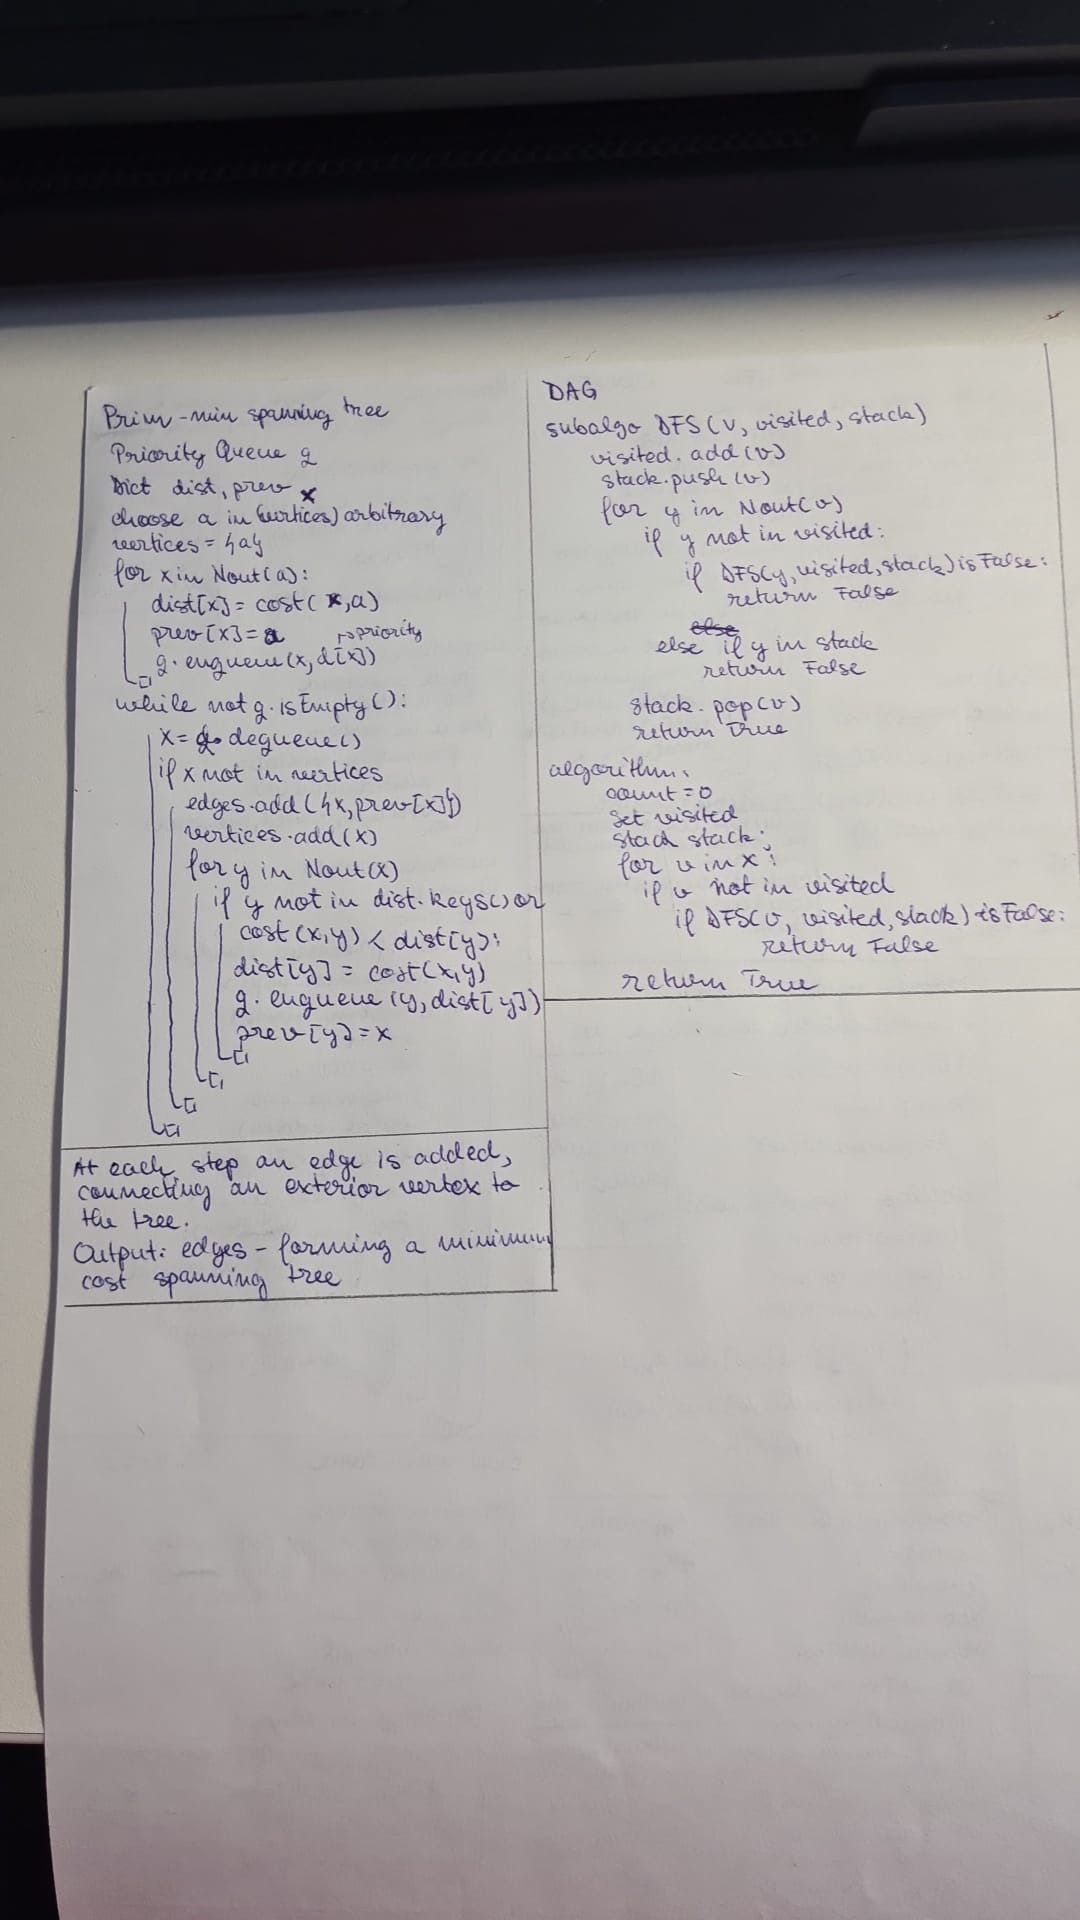 Prim - min spanning tree
Priority Queue q
Dict dist, prev
x
choose a in (vertices) arbitrary
vertices = {a}
for x in Nout(a):
dist[x] = cost(x,a)
prev[x] = a
→ priority
q.enqueue(x, d[x])
while not q.isEmpty():
x = q.dequeue()
if x not in vertices
edges.add({x, prev[x]})
vertices.add(x)
for y in Nout(x)
if y not in dist.keys() or
cost(x,y) < dist[y]:
dist[y] = cost(x,y)
q.enqueue(y, dist[y])
prev[y] = x
At each step an edge is added,
connecting an exterior vertex to
the tree.
Output: edges - forming a minimum
cost spanning tree
DAG
subalgo DFS(v, visited, stack)
visited.add(v)
stack.push(v)
for y in Nout(v)
if y not in visited:
if DFS(y, visited, stack) is False:
return False
else
else if y in stack
return False
stack.pop(v)
return True
algorithm:
count = 0
set visited
stack stack;
for v in x:
if v not in visited
if DFS(v, visited, stack) is False:
return False
return True